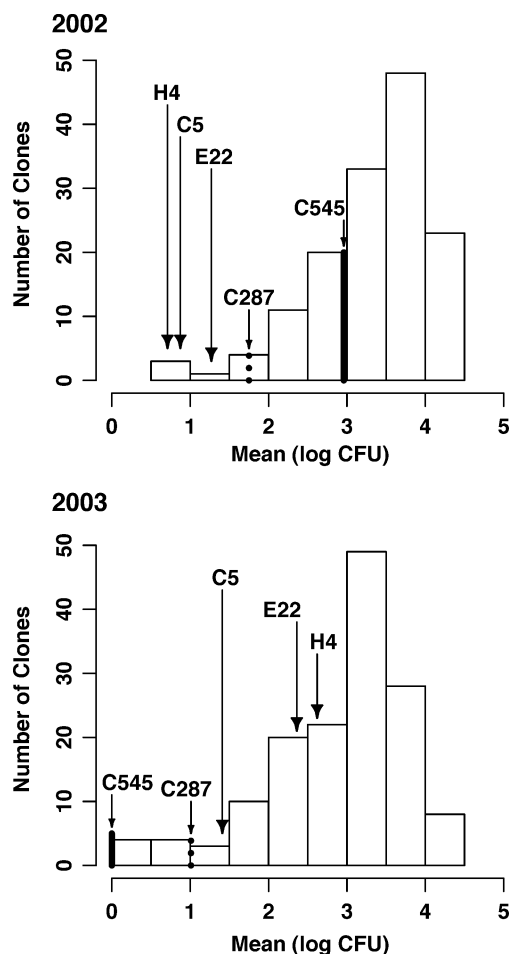 2002
50
H4
40
C5
E22
30
C545
20
C287
10
0
Number of Clones
0 1 2 3 4 5
Mean (log CFU)
2003
50
C5
40
E22
H4
30
20
C545 C287
10
0
Number of Clones
0 1 2 3 4 5
Mean (log CFU)